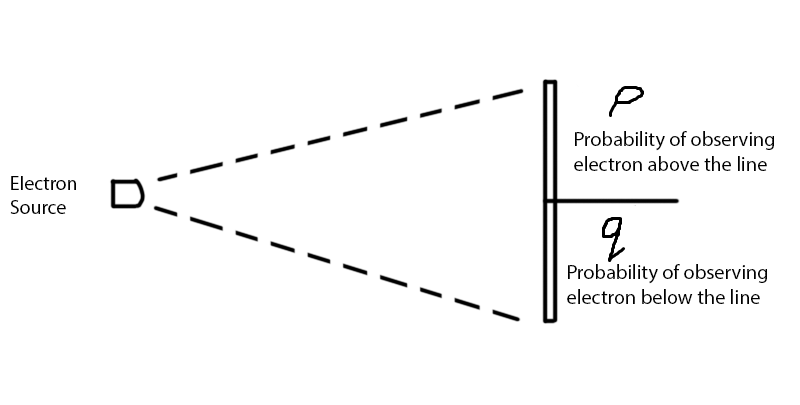 p
Probability of observing
electron above the line
Electron
Source
q
Probability of observing
electron below the line